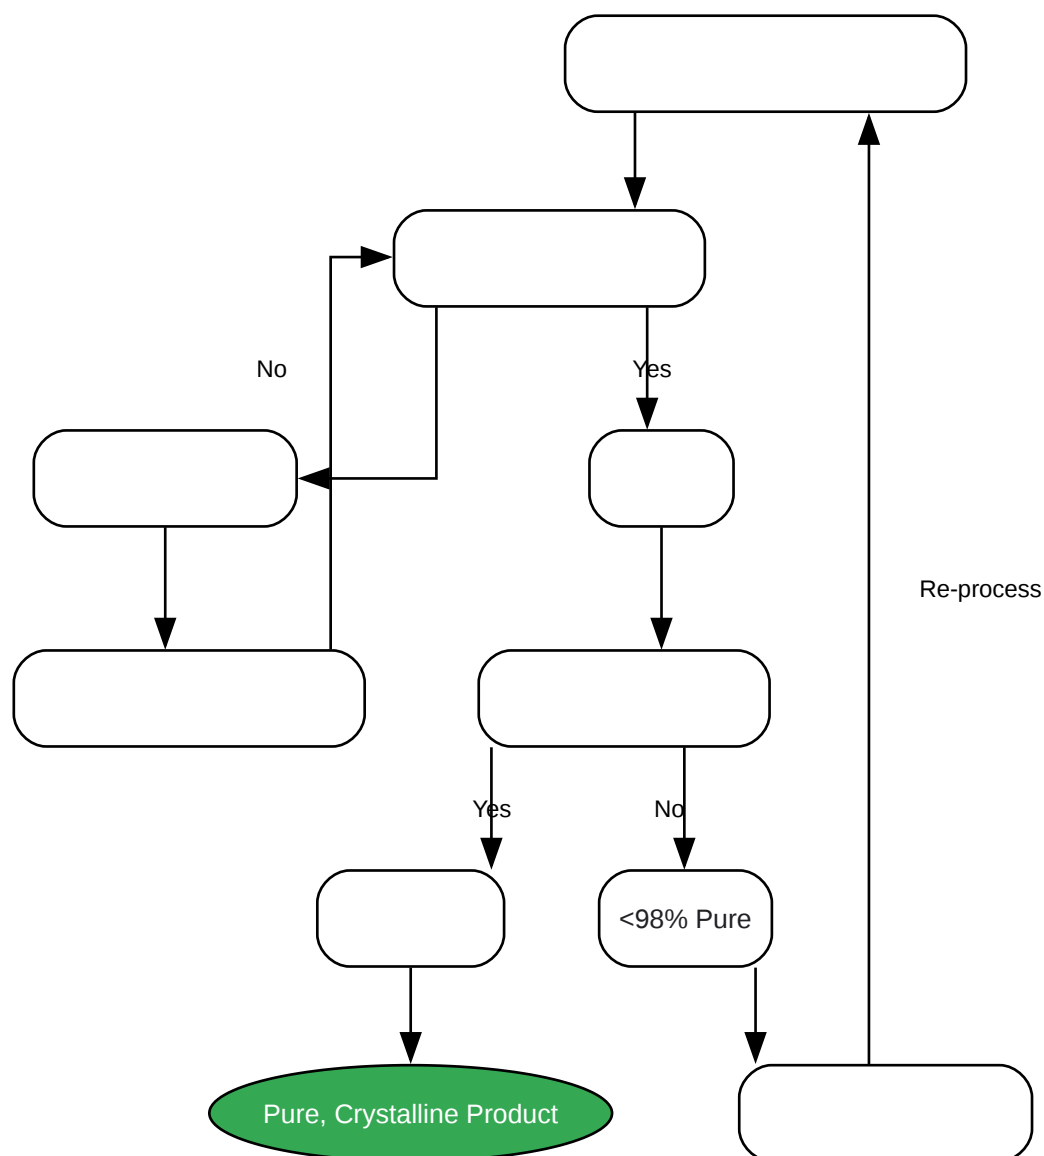 No
Yes
Re-process
Yes
No
<98% Pure
Pure, Crystalline Product